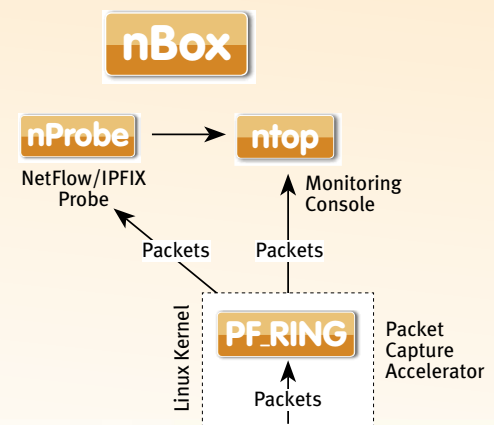 nBox
nProbe
ntop
NetFlow/IPFIX
Probe
Monitoring
Console
Packets
Packets
Linux Kernel
PF_RING
Packet
Capture
Accelerator
Packets